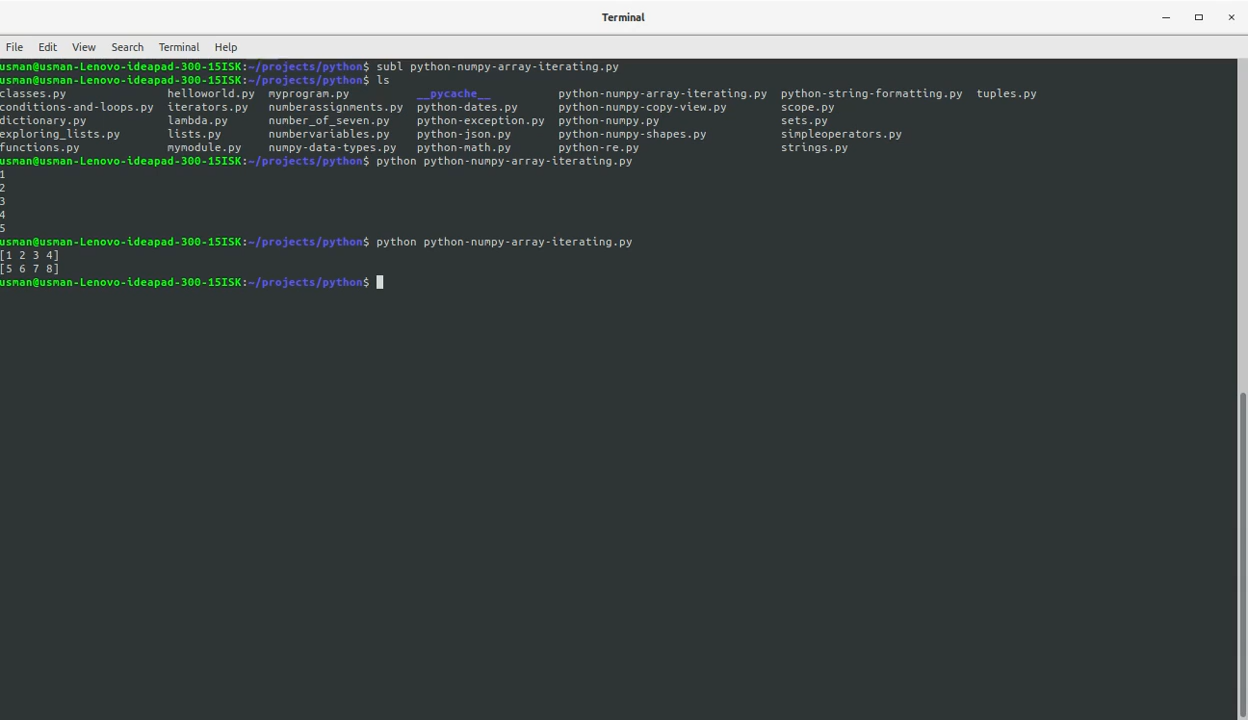 Terminal
File Edit View Search Terminal Help
usman@usman-Lenovo-ideapad-300-15ISK:~/projects/python$ subl python-numpy-array-iterating.py
usman@usman-Lenovo-ideapad-300-15ISK:~/projects/python$ ls
classes.py helloworld.py myprogram.py __pycache__ python-numpy-array-iterating.py python-string-formatting.py tuples.py
conditions-and-loops.py iterators.py numberassignments.py python-dates.py python-numpy-copy-view.py scope.py
dictionary.py lambda.py number_of_seven.py python-exception.py python-numpy.py sets.py
exploring_lists.py lists.py numbervariables.py python-json.py python-numpy-shapes.py simpleoperators.py
functions.py mymodule.py numpy-data-types.py python-math.py python-re.py strings.py
usman@usman-Lenovo-ideapad-300-15ISK:~/projects/python$ python python-numpy-array-iterating.py
1
2
3
4
5
usman@usman-Lenovo-ideapad-300-15ISK:~/projects/python$ python python-numpy-array-iterating.py
[1 2 3 4]
[5 6 7 8]
usman@usman-Lenovo-ideapad-300-15ISK:~/projects/python$